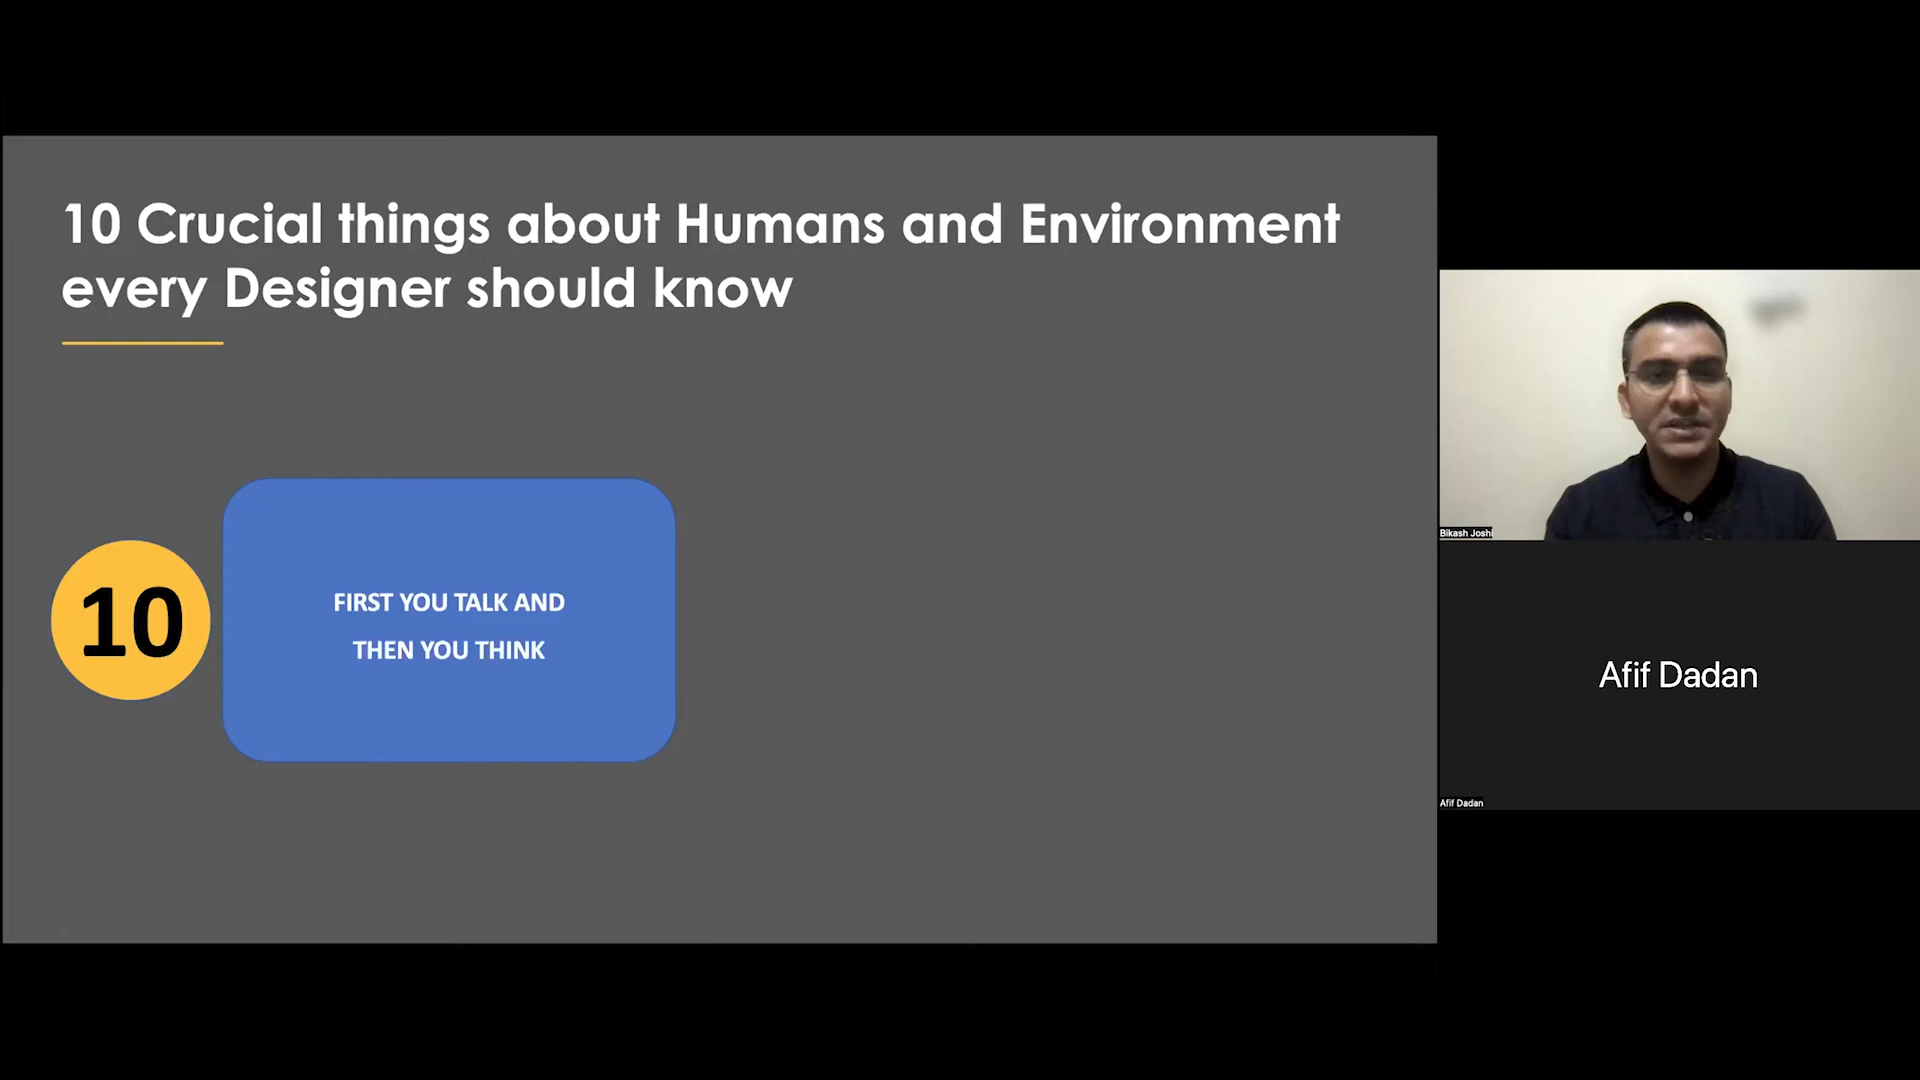 10 Crucial things about Humans and Environment
every Designer should know
10
FIRST YOU TALK AND
THEN YOU THINK
Bikash Joshi
Afif Dadan
Afif Dadan